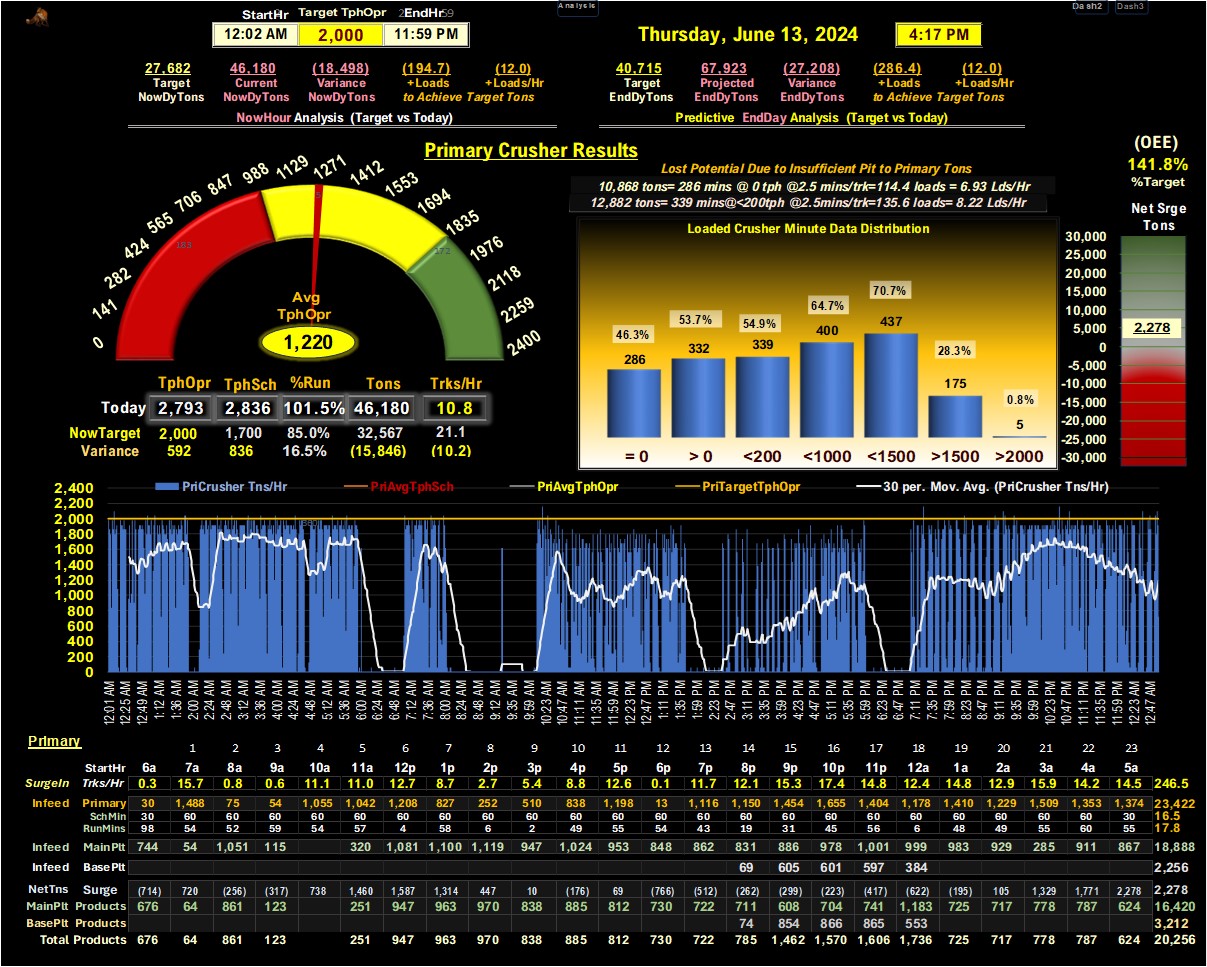 Analysis
Dash2 Dash3
StartHr Target TphOpr EndHr
12:02 AM 2,000 11:59 PM
Thursday, June 13, 2024 4:17 PM
27,682 46,180 (18,498) (194.7) (12.0)
Target Current Variance +Loads +Loads/Hr
NowDyTons NowDyTons NowDyTons to Achieve Target Tons
NowHour Analysis (Target vs Today)
40,715 67,923 (27,208) (286.4) (12.0)
Target Projected Variance +Loads +Loads/Hr
EndDyTons EndDyTons EndDyTons to Achieve Target Tons
Predictive EndDay Analysis (Target vs Today)
Primary Crusher Results
(OEE)
141.8%
%Target
Lost Potential Due to Insufficient Pit to Primary Tons
10,868 tons= 286 mins @ 0 tph @2.5 mins/trk=114.4 loads = 6.93 Lds/Hr
12,882 tons= 339 mins@<200tph @2.5mins/trk=135.6 loads= 8.22 Lds/Hr
0 141 282 424 565 706 847 988 1129 1271 1412 1553 1694 1835 1976 2118 2259 2400
Avg
TphOpr
1,220
TphOpr TphSch %Run Tons Trks/Hr
Today 2,793 2,836 101.5% 46,180 10.8
NowTarget 2,000 1,700 85.0% 32,567 21.1
Variance 592 836 16.5% (15,846) (10.2)
Loaded Crusher Minute Data Distribution
46.3% 53.7% 54.9% 64.7% 70.7% 28.3% 0.8%
286 332 339 400 437 175 5
= 0 > 0 <200 <1000 <1500 >1500 >2000
Net Srge
Tons
30,000
25,000
20,000
15,000
10,000
5,000
0
-5,000
-10,000
-15,000
-20,000
-25,000
-30,000
2,278
PriCrusher Tns/Hr PriAvgTphSch PriAvgTphOpr PriTargetTphOpr 30 per. Mov. Avg. (PriCrusher Tns/Hr)
2,400
2,200
2,000
1,800
1,600
1,400
1,200
1,000
800
600
400
200
0
12:01 AM 12:25 AM 12:49 AM 1:12 AM 1:36 AM 2:00 AM 2:24 AM 2:48 AM 3:12 AM 3:36 AM 4:00 AM 4:24 AM 4:48 AM 5:12 AM 5:36 AM 6:00 AM 6:24 AM 6:48 AM 7:12 AM 7:36 AM 8:00 AM 8:24 AM 8:48 AM 9:12 AM 9:35 AM 9:59 AM 10:23 AM 10:47 AM 11:11 AM 11:35 AM 11:59 AM 12:23 PM 12:47 PM 1:11 PM 1:35 PM 1:59 PM 2:23 PM 2:47 PM 3:11 PM 3:35 PM 3:59 PM 4:23 PM 4:47 PM 5:11 PM 5:35 PM 5:59 PM 6:23 PM 6:47 PM 7:11 PM 7:35 PM 7:59 PM 8:23 PM 8:47 PM 9:11 PM 9:35 PM 9:59 PM 10:23 PM 10:47 PM 11:11 PM 11:35 PM 11:59 PM 12:23 AM 12:47 AM
Primary
1 2 3 4 5 6 7 8 9 10 11 12 13 14 15 16 17 18 19 20 21 22 23
StartHr 6a 7a 8a 9a 10a 11a 12p 1p 2p 3p 4p 5p 6p 7p 8p 9p 10p 11p 12a 1a 2a 3a 4a 5a
SurgeIn Trks/Hr 0.3 15.7 0.8 0.6 11.1 11.0 12.7 8.7 2.7 5.4 8.8 12.6 0.1 11.7 12.1 15.3 17.4 14.8 12.4 14.8 12.9 15.9 14.2 14.5 246.5
Infeed Primary 30 1,488 75 54 1,055 1,042 1,208 827 252 510 838 1,198 13 1,116 1,150 1,454 1,655 1,404 1,178 1,410 1,229 1,509 1,353 1,374 23,422
SchMin 30 60 60 60 60 60 60 60 60 60 60 60 60 60 60 60 60 60 60 60 60 60 60 30 16.5
RunMins 98 54 52 59 54 57 4 58 6 2 49 55 54 43 19 31 45 56 6 48 49 55 60 55 17.8
Infeed MainPlt 744 54 1,051 115 320 1,081 1,100 1,119 947 1,024 953 848 862 831 886 978 1,001 999 983 929 285 911 867 18,888
Infeed BasePlt 69 605 601 597 384 2,256
NetTns Surge (714) 720 (256) (317) 738 1,460 1,587 1,314 447 10 (176) 69 (766) (512) (262) (299) (223) (417) (622) (195) 105 1,329 1,771 2,278 2,278
MainPlt Products 676 64 861 123 251 947 963 970 838 885 812 730 722 711 608 704 741 1,183 725 717 778 787 624 16,420
BasePlt Products 74 854 866 865 553 3,212
Total Products 676 64 861 123 251 947 963 970 838 885 812 730 722 785 1,462 1,570 1,606 1,736 725 717 778 787 624 20,256